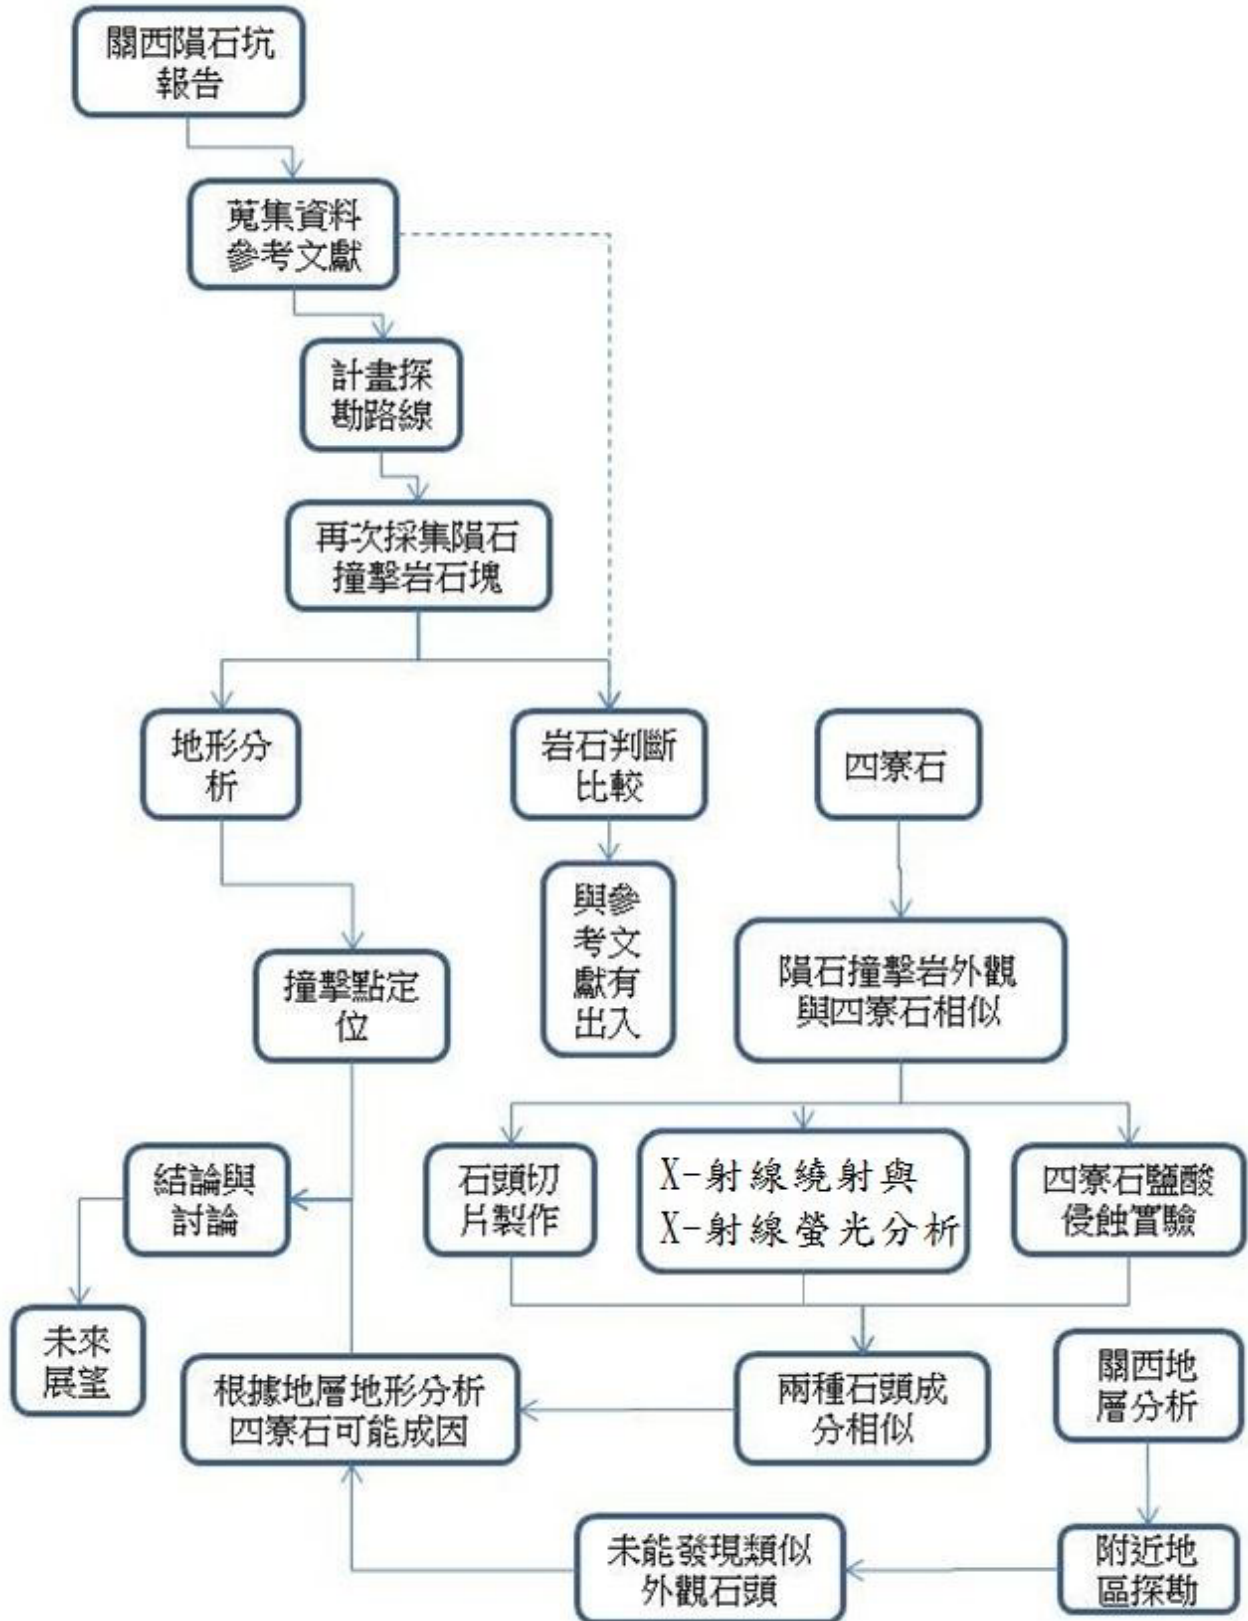 關西隕石坑
報告
蒐集資料
參考文獻
計畫探
勘路線
再次採集隕石
撞擊岩石塊
地形分
析
岩石判斷
比較
四寮石
與參
考文
獻有
出入
隕石撞擊岩外觀
與四寮石相似
撞擊點定
位
結論與
討論
石頭切
片製作
X-射線繞射與
X-射線螢光分析
四寮石鹽酸
侵蝕實驗
未來
展望
根據地層地形分析
四寮石可能成因
兩種石頭成
分相似
關西地
層分析
未能發現類似
外觀石頭
附近地
區探勘